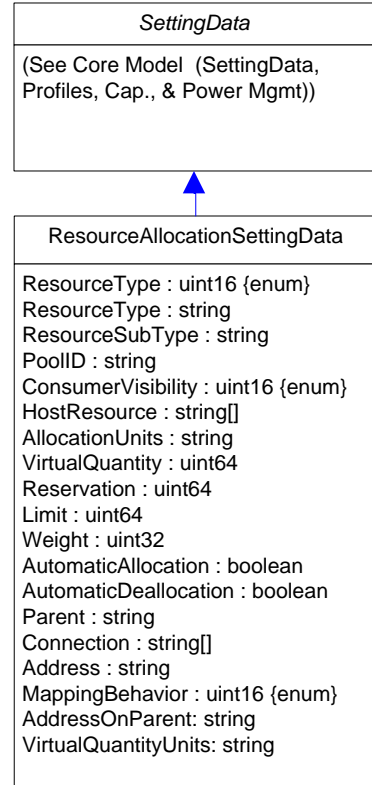 SettingData
(See Core Model  (SettingData,
Profiles, Cap., & Power Mgmt))
ResourceAllocationSettingData
ResourceType : uint16 {enum}
ResourceType : string
ResourceSubType : string
PoolID : string
ConsumerVisibility : uint16 {enum}
HostResource : string[]
AllocationUnits : string
VirtualQuantity : uint64
Reservation : uint64
Limit : uint64
Weight : uint32
AutomaticAllocation : boolean
AutomaticDeallocation : boolean
Parent : string
Connection : string[]
Address : string
MappingBehavior : uint16 {enum}
AddressOnParent: string
VirtualQuantityUnits: string